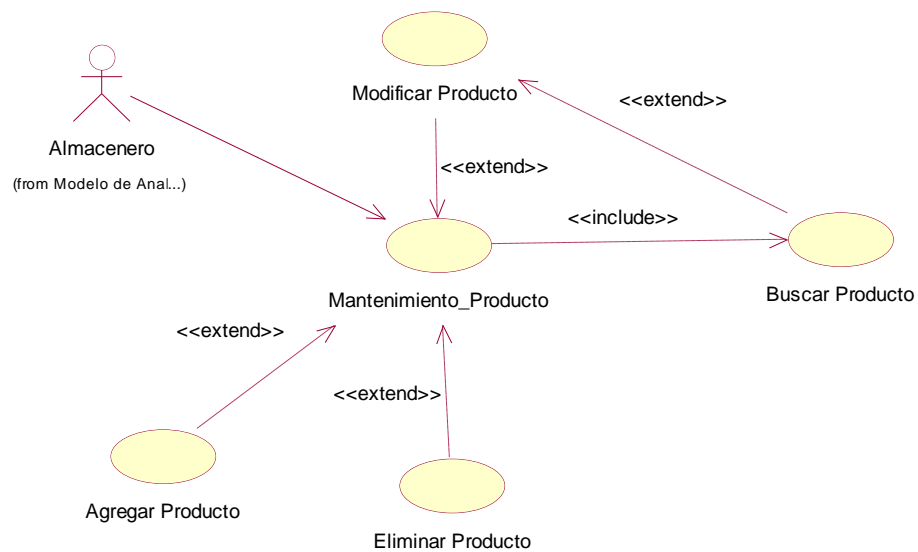 Modificar Producto
<<extend>>
Almacenero
(from Modelo de Anal...)
<<extend>>
<<include>>
Buscar Producto
Mantenimiento_Producto
<<extend>>
<<extend>>
Agregar Producto
Eliminar Producto